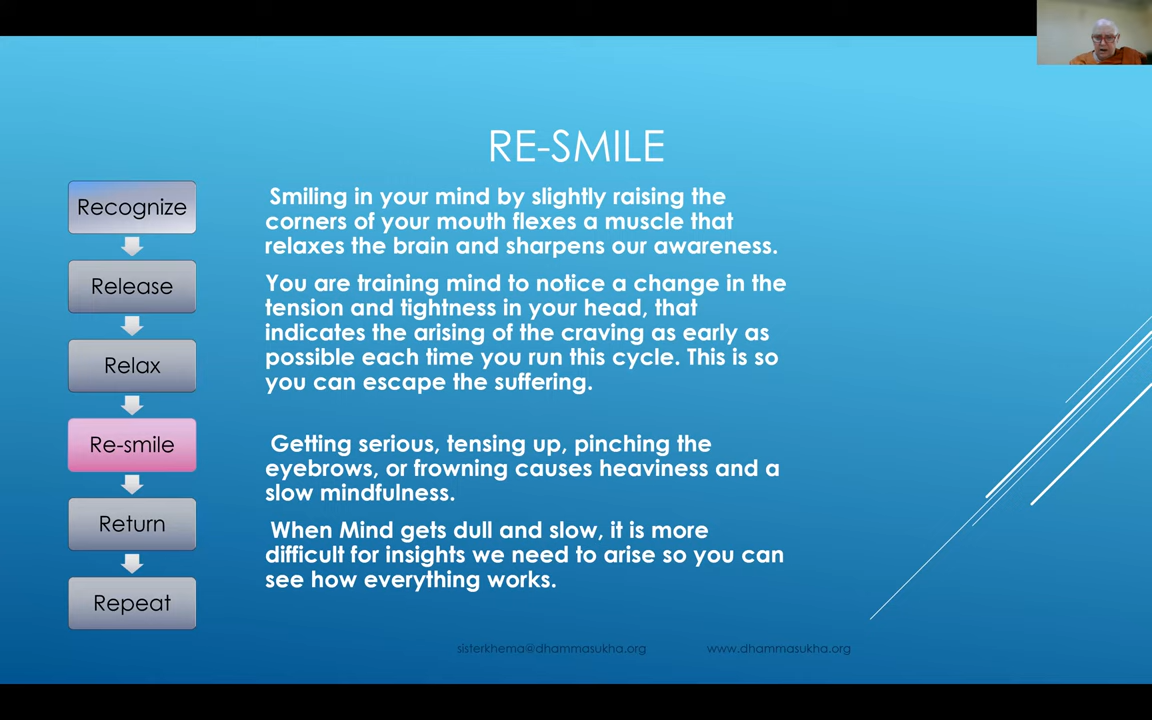 RE-SMILE
Recognize
Release
Relax
Re-smile
Return
Repeat
Smiling in your mind by slightly raising the
corners of your mouth flexes a muscle that
relaxes the brain and sharpens our awareness.
You are training mind to notice a change in the
tension and tightness in your head, that
indicates the arising of the craving as early as
possible each time you run this cycle. This is so
you can escape the suffering.
Getting serious, tensing up, pinching the
eyebrows, or frowning causes heaviness and a
slow mindfulness.
When Mind gets dull and slow, it is more
difficult for insights we need to arise so you can
see how everything works.
sisterkhema@dhammasukha.org www.dhammasukha.org